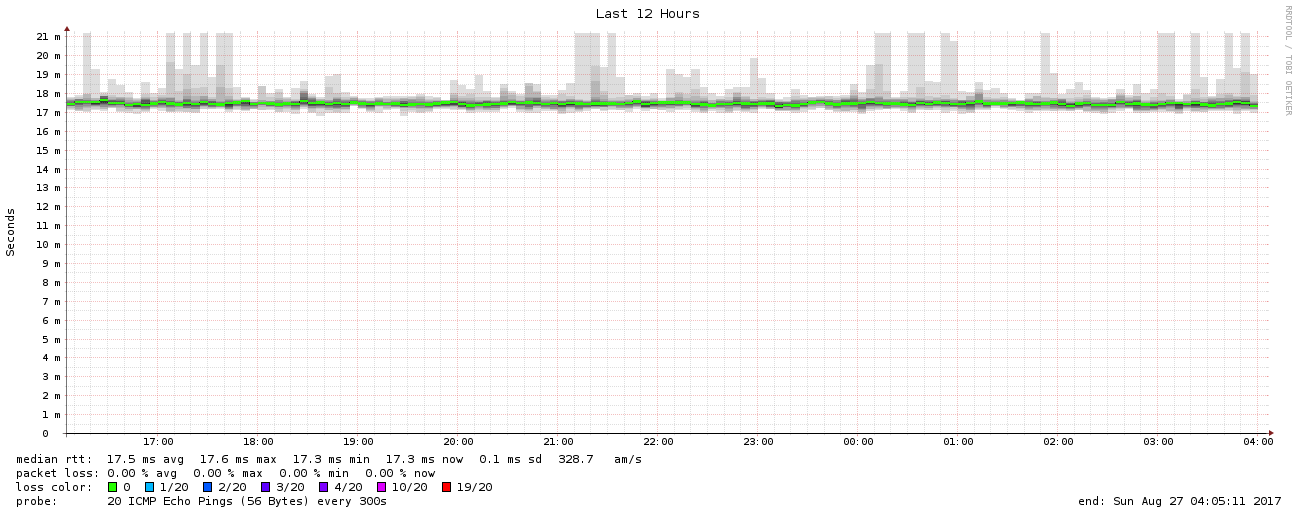 Last 12 Hours
RRDTOOL / TOBI OETIKER
Seconds
21 m
20 m
19 m
18 m
17 m
16 m
15 m
14 m
13 m
12 m
11 m
10 m
9 m
8 m
7 m
6 m
5 m
4 m
3 m
2 m
1 m
0
17:00 18:00 19:00 20:00 21:00 22:00 23:00 00:00 01:00 02:00 03:00 04:00
median rtt: 17.5 ms avg 17.6 ms max 17.3 ms min 17.3 ms now 0.1 ms sd 328.7 am/s
packet loss: 0.00 % avg 0.00 % max 0.00 % min 0.00 % now
loss color: 0 1/20 2/20 3/20 4/20 10/20 19/20
probe: 20 ICMP Echo Pings (56 Bytes) every 300s end: Sun Aug 27 04:05:11 2017